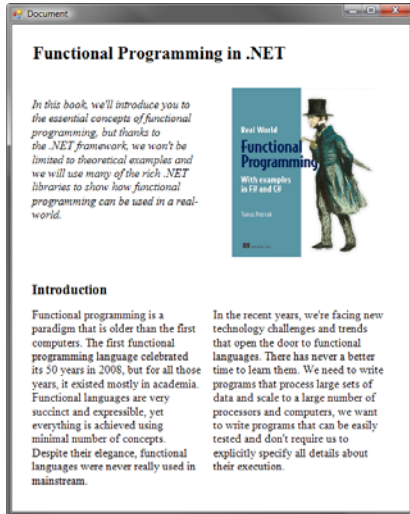 Document
Functional Programming in .NET
In this book, we'll introduce you to
the essential concepts of functional
programming, but thanks to
the .NET framework, we won't be
limited to theoretical examples and
we will use many of the rich .NET
libraries to show how functional
programming can be used in a real-
world.
Real World
Functional
Programming
With examples
in F# and C#
Tomas Petricek
MANNING
Introduction
Functional programming is a
paradigm that is older than the first
computers. The first functional
programming language celebrated
its 50 years in 2008, but for all those
years, it existed mostly in academia.
Functional languages are very
succinct and expressible, yet
everything is achieved using
minimal number of concepts.
Despite their elegance, functional
languages were never really used in
mainstream.
In the recent years, we're facing new
technology challenges and trends
that open the door to functional
languages. There has never a better
time to learn them. We need to write
programs that process large sets of
data and scale to a large number of
processors and computers, we want
to write programs that can be easily
tested and don't require us to
explicitly specify all details about
their execution.